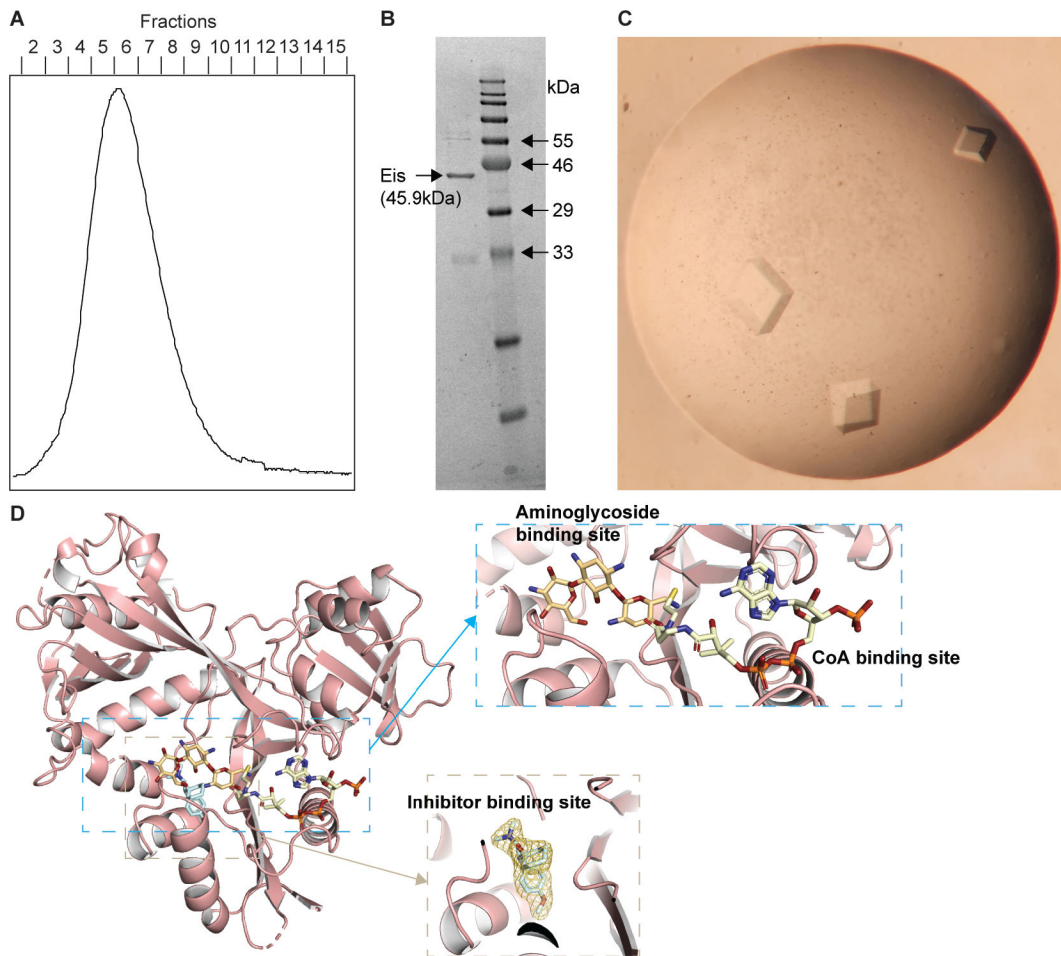 A
Fractions
2 3 4 5 6 7 8 9 10 11 12 13 14 15
B
kDa
55
46
Eis
(45.9kDa)
29
33
C
D
Aminoglycoside
binding site
CoA binding site
Inhibitor binding site